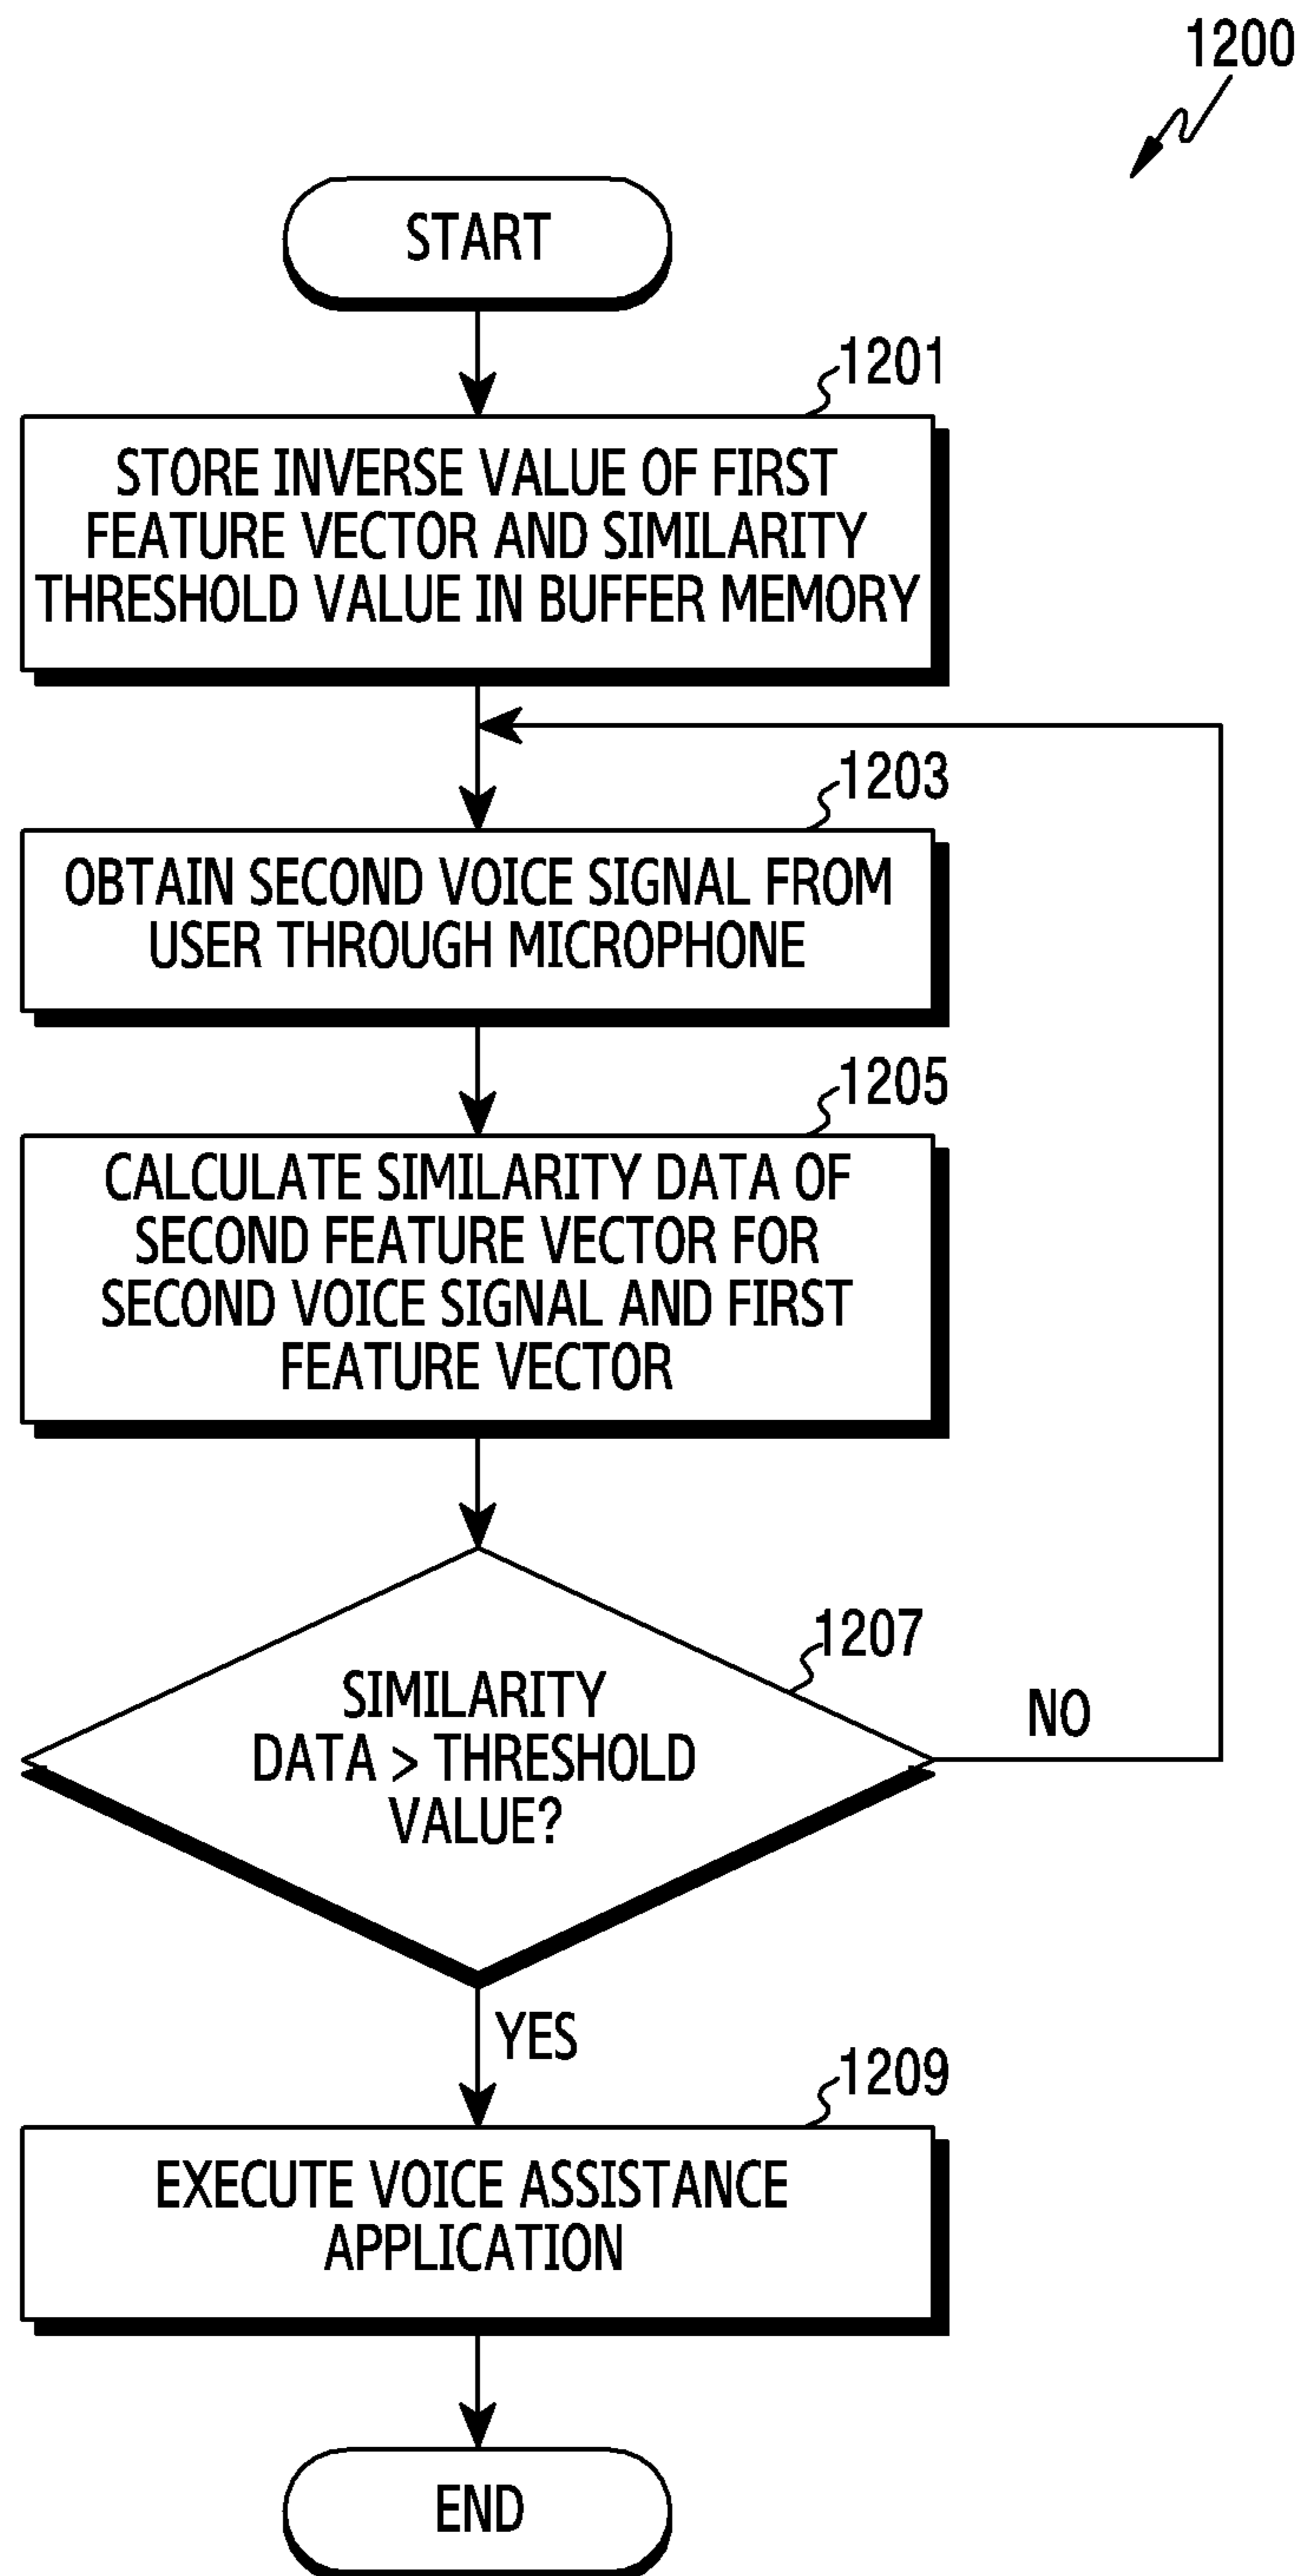 1200
START
1201
STORE INVERSE VALUE OF FIRST
FEATURE VECTOR AND SIMILARITY
THRESHOLD VALUE IN BUFFER MEMORY
1203
OBTAIN SECOND VOICE SIGNAL FROM
USER THROUGH MICROPHONE
1205
CALCULATE SIMILARITY DATA OF
SECOND FEATURE VECTOR FOR
SECOND VOICE SIGNAL AND FIRST
FEATURE VECTOR
1207
SIMILARITY
DATA > THRESHOLD
VALUE?
NO
YES
1209
EXECUTE VOICE ASSISTANCE
APPLICATION
END